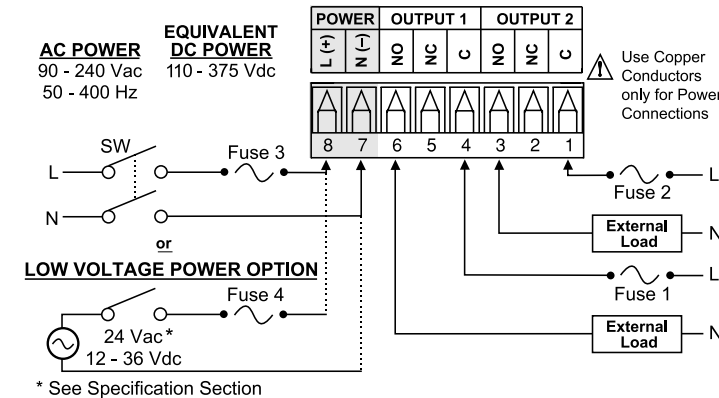 AC POWER
90 - 240 Vac
50 - 400 Hz
EQUIVALENT
DC POWER
110 - 375 Vdc
POWER OUTPUT 1 OUTPUT 2
L (+) N (−) NO NC C NO NC C
8 7 6 5 4 3 2 1
Use Copper
Conductors
only for Power
Connections
SW
L
Fuse 3
N
or
LOW VOLTAGE POWER OPTION
Fuse 4
24 Vac*
12 - 36 Vdc
* See Specification Section
L
Fuse 2
External
Load
N
L
Fuse 1
External
Load
N